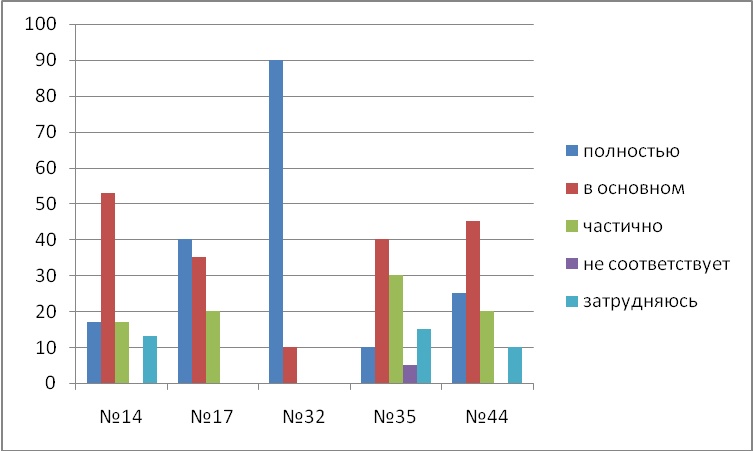 100
90
80
70
60
50
40
30
20
10
0
№14 №17 №32 №35 №44
полностью
в основном
частично
не соответствует
затрудняюсь